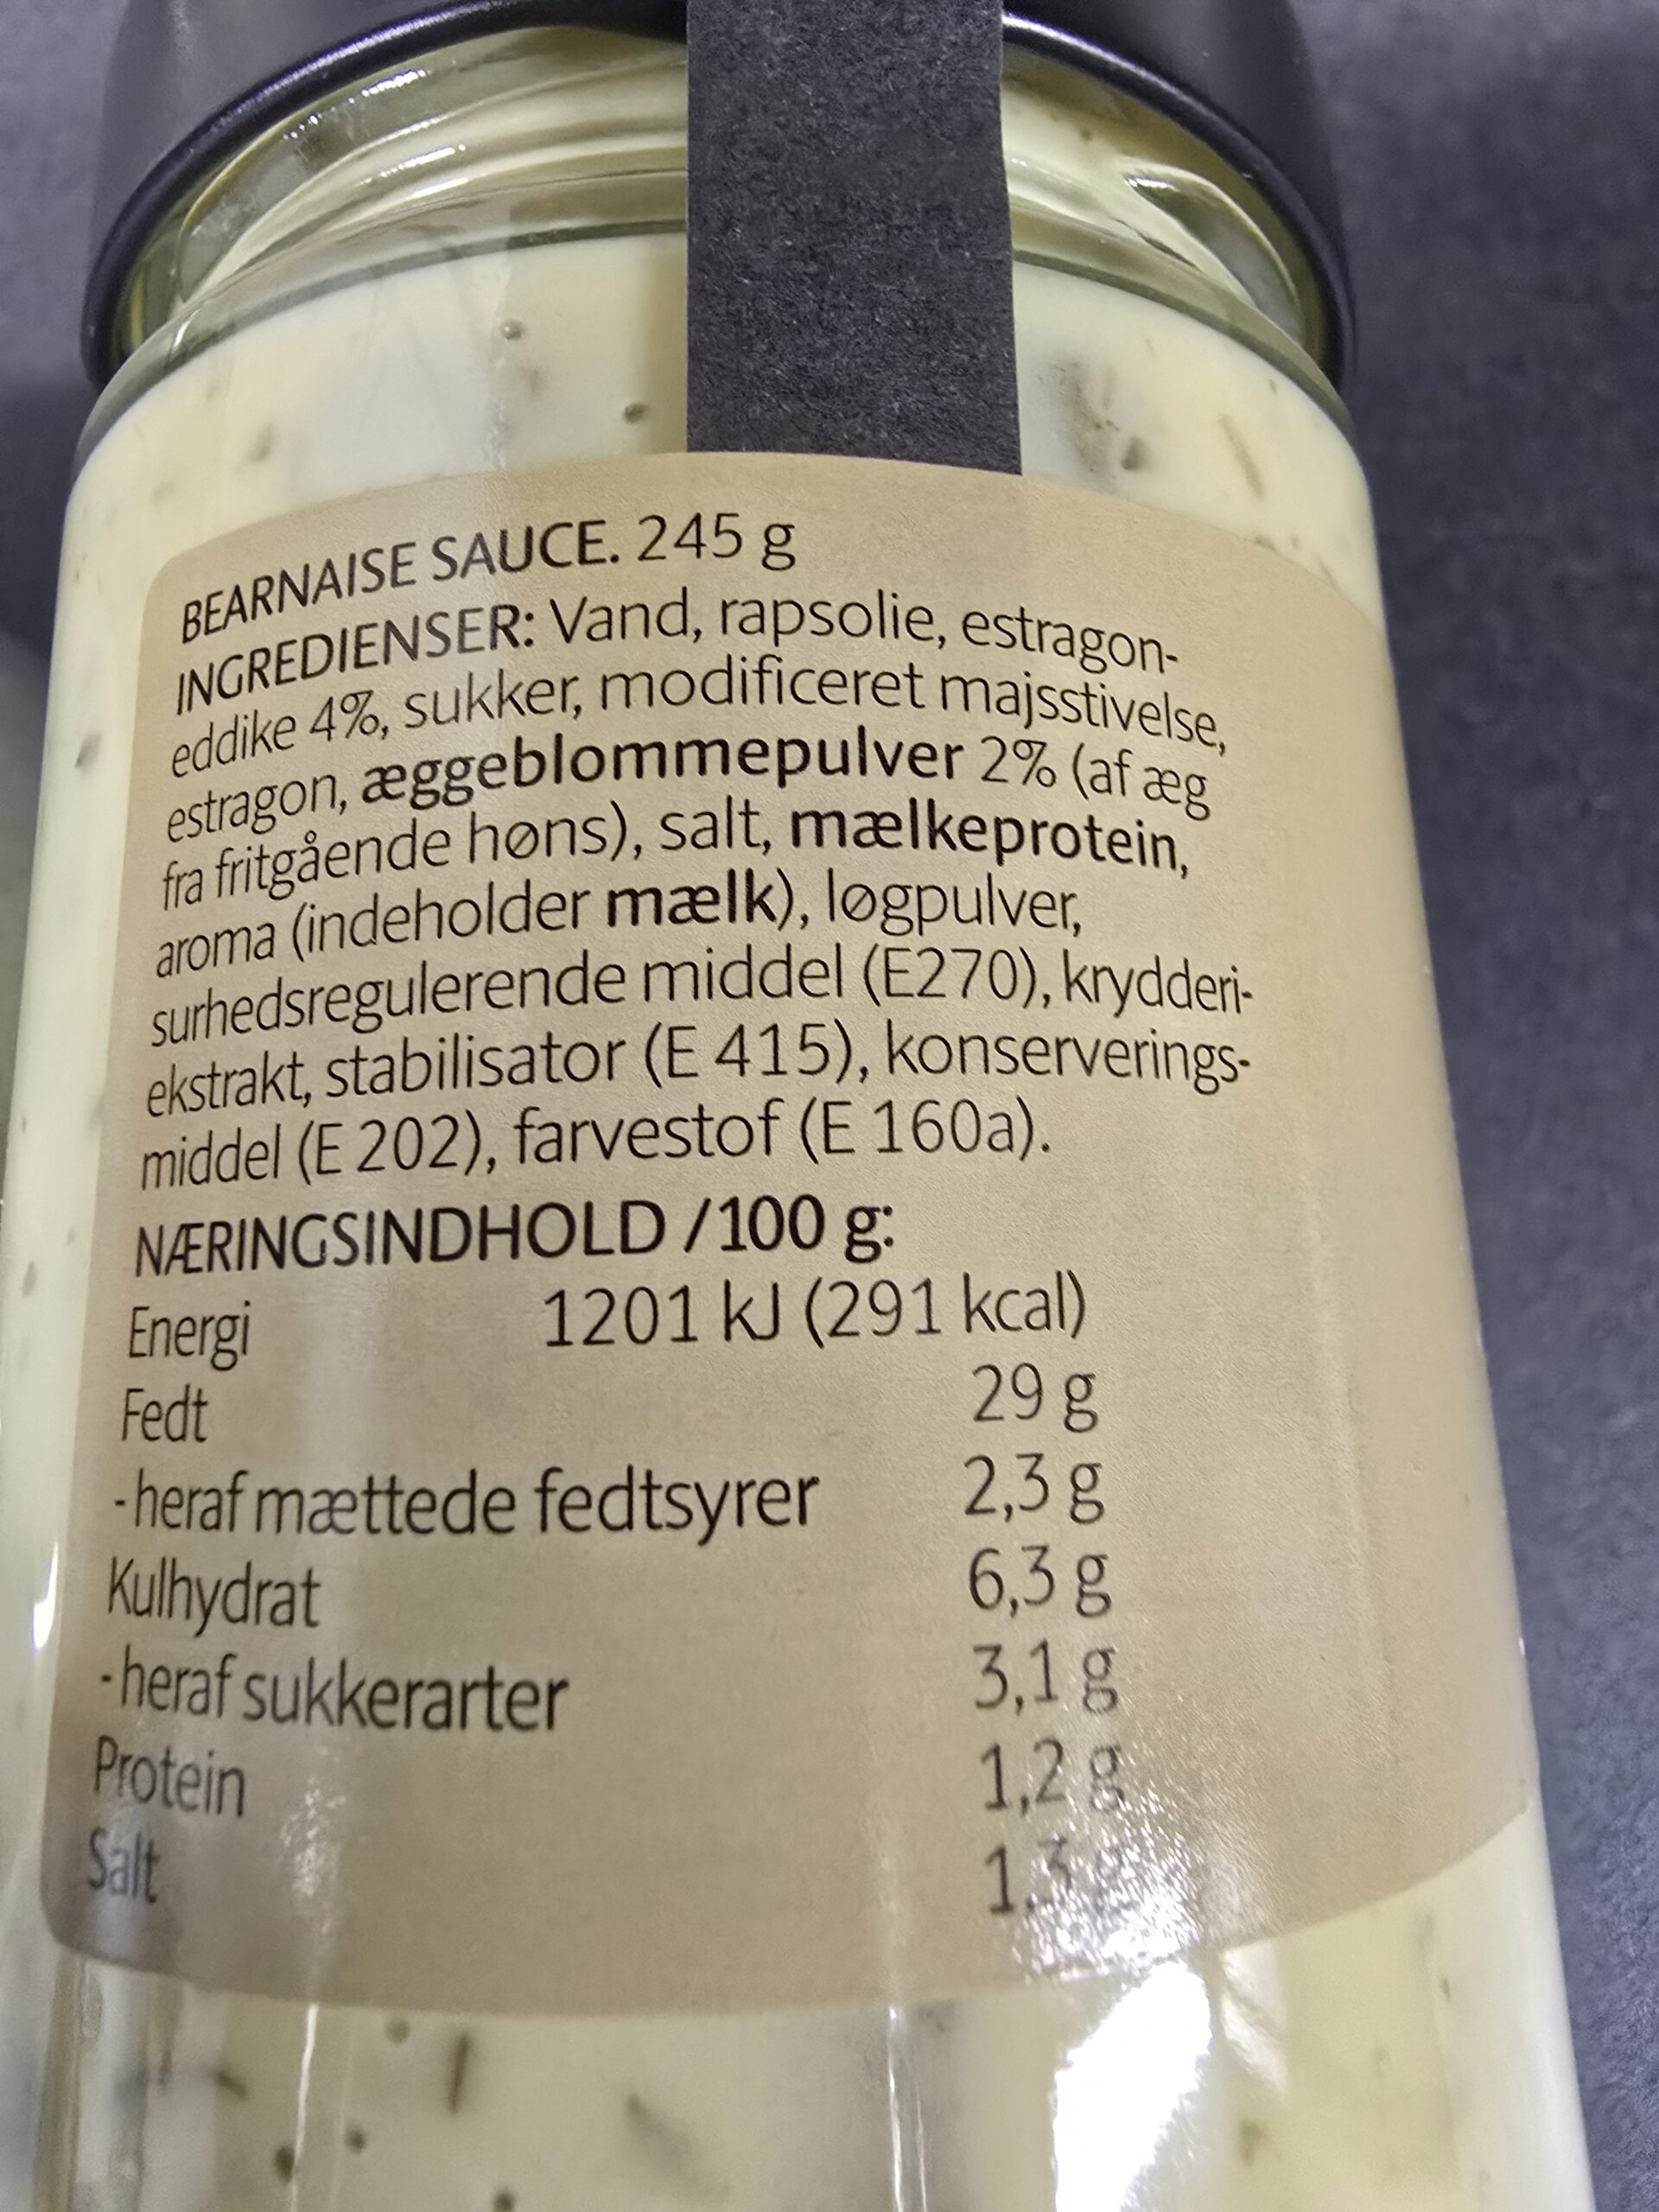 BEARNAISE SAUCE. 245 g
INGREDIENSER: Vand, rapsolie, estragon-
eddike 4%, sukker, modificeret majsstivelse,
estragon, æggeblommepulver 2% (af æg
fra fritgående høns), salt, mælkeprotein,
aroma (indeholder mælk), løgpulver,
surhedsregulerende middel (E270), krydderi-
ekstrakt, stabilisator (E 415), konserverings-
middel (E 202), farvestof (E 160a).
NÆRINGSINDHOLD /100 g:
Energi 1201 kJ (291 kcal)
Fedt 29 g
-heraf mættede fedtsyrer 2,3 g
Kulhydrat 6,3 g
-heraf sukkerarter 3,1 g
Protein 1,2 g
Salt 1,3 g